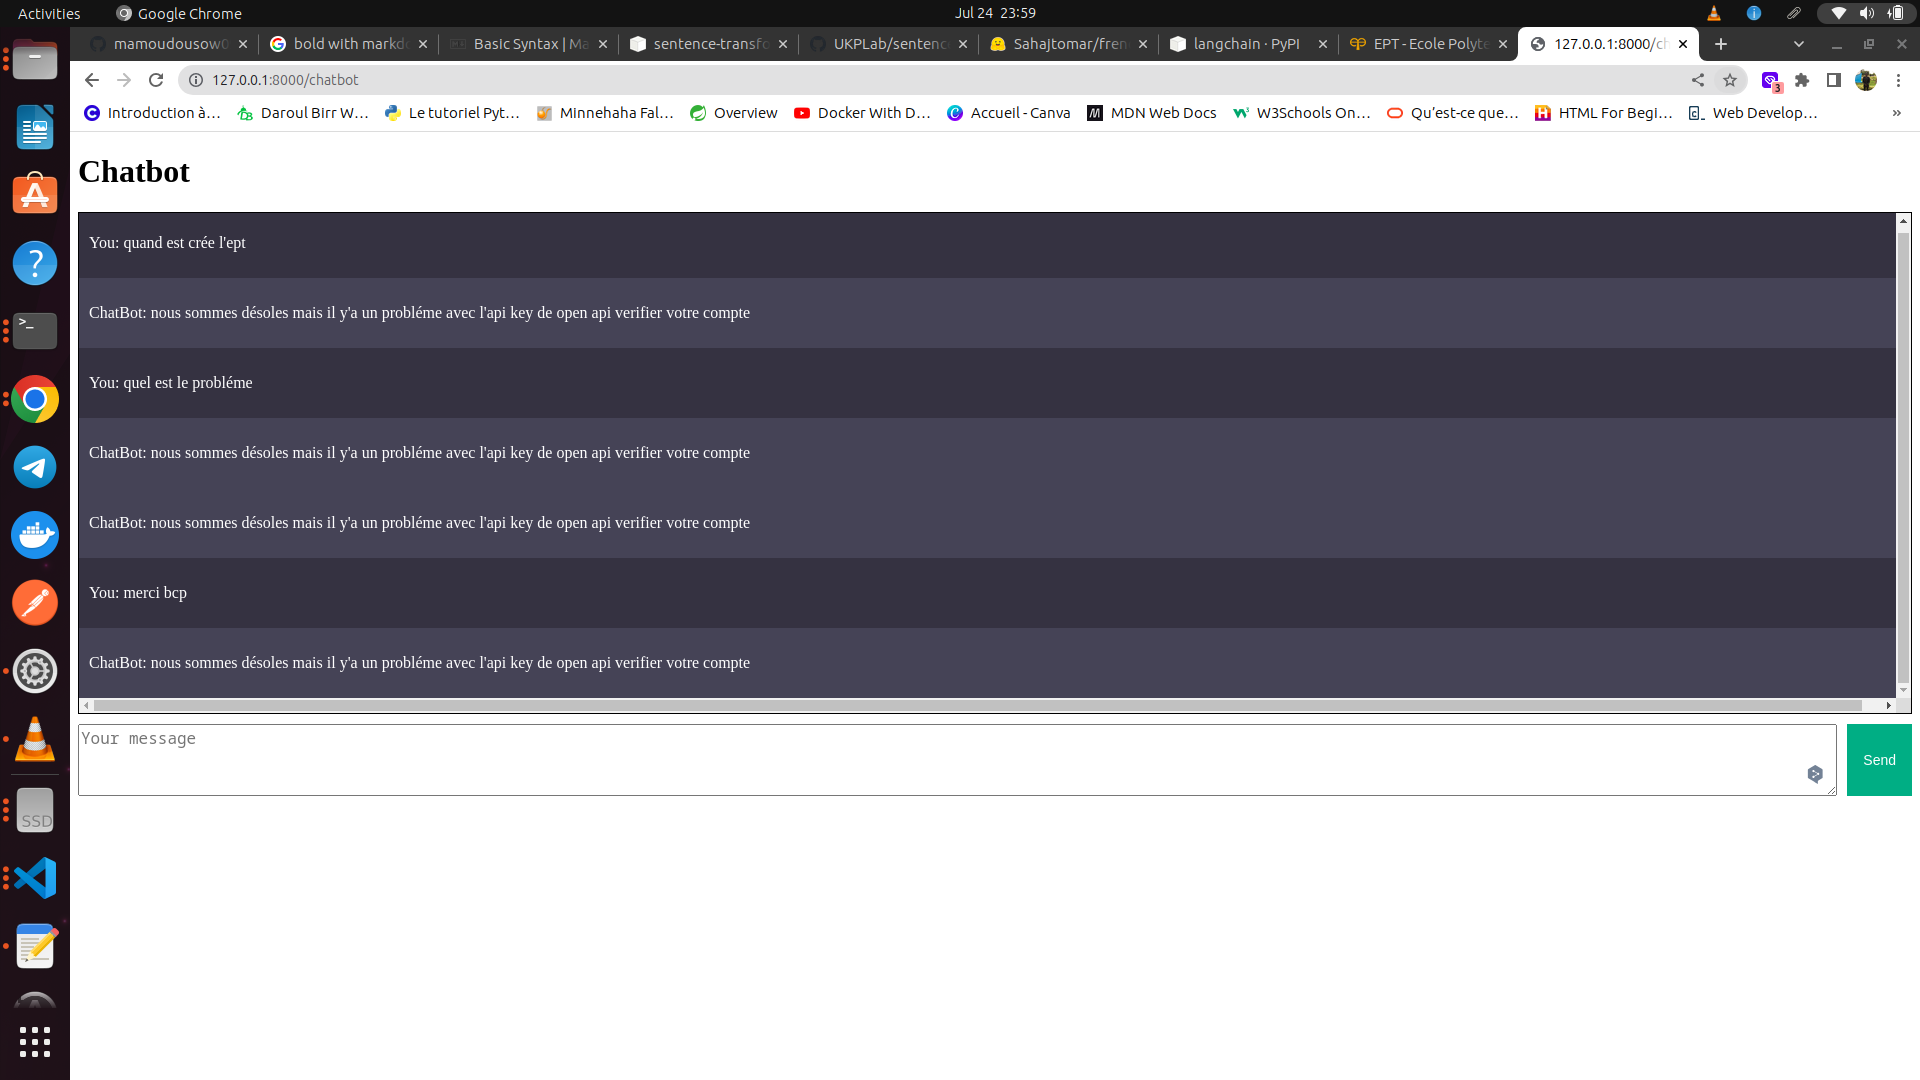 Activities
Google Chrome
Jul 24 23:59
mamoudousow0
bold with markd
Basic Syntax | Ma
sentence-transfo
UKPLab/sentenc
Sahajtomar/fren
langchain · PyPI
EPT - Ecole Polyte
127.0.0.1:8000/ch
127.0.0.1:8000/chatbot
3
Introduction à…
Daroul Birr W…
Le tutoriel Pyt…
Minnehaha Fal…
Overview
Docker With D…
Accueil - Canva
MDN Web Docs
W3Schools On…
Qu'est-ce que…
HTML For Begi…
Web Develop…
»
Chatbot
You: quand est crée l'ept
ChatBot: nous sommes désoles mais il y'a un probléme avec l'api key de open api verifier votre compte
You: quel est le probléme
ChatBot: nous sommes désoles mais il y'a un probléme avec l'api key de open api verifier votre compte
ChatBot: nous sommes désoles mais il y'a un probléme avec l'api key de open api verifier votre compte
You: merci bcp
ChatBot: nous sommes désoles mais il y'a un probléme avec l'api key de open api verifier votre compte
Your message
Send
SSD